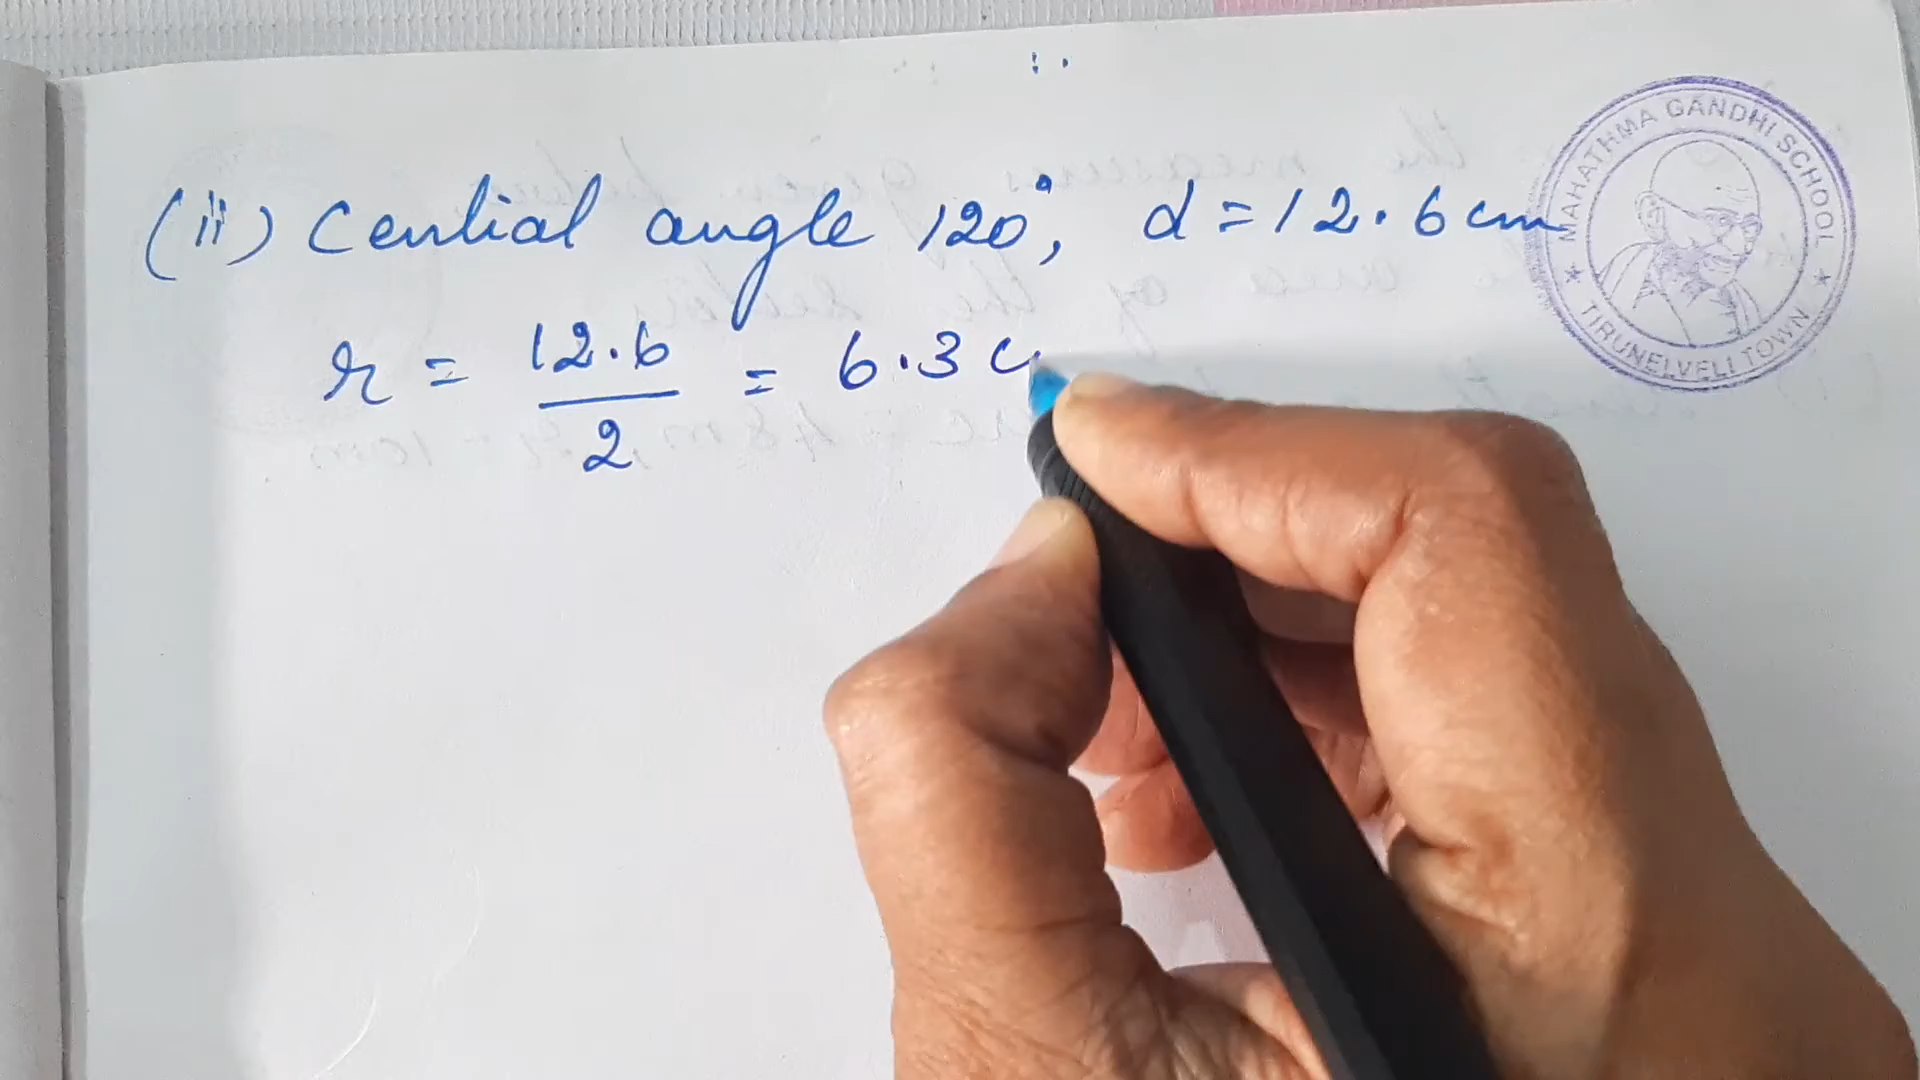 (ii) Central angle 120°, d = 12.6 cm
r = 12.6 / 2 = 6.3 c
MAHATHMA GANDHI SCHOOL
★ TIRUNELVELI TOWN ★